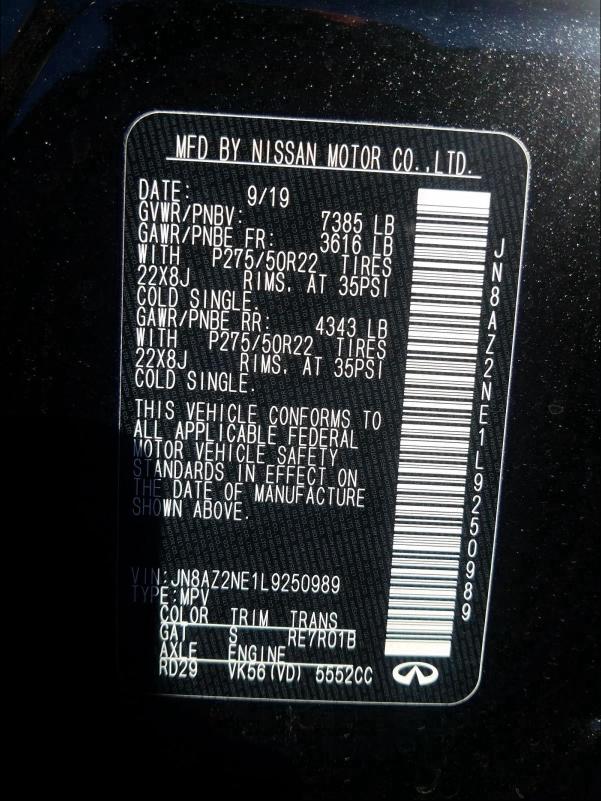 MFD BY NISSAN MOTOR CO.,LTD.
DATE: 9/19
GVWR/PNBV: 7385 LB
GAWR/PNBE FR: 3616 LB
WITH P275/50R22 TIRES
22X8J RIMS. AT 35PSI
COLD SINGLE.
GAWR/PNBE RR: 4343 LB
WITH P275/50R22 TIRES
22X8J RIMS. AT 35PSI
COLD SINGLE.
THIS VEHICLE CONFORMS TO
ALL APPLICABLE FEDERAL
MOTOR VEHICLE SAFETY
STANDARDS IN EFFECT ON
THE DATE OF MANUFACTURE
SHOWN ABOVE.
VIN:JN8AZ2NE1L9250989
TYPE:MPV
COLOR TRIM TRANS
GAT S RE7R01B
AXLE ENGINE
RD29 VK56(VD) 5552CC
JN8AZ2NE1L9250989